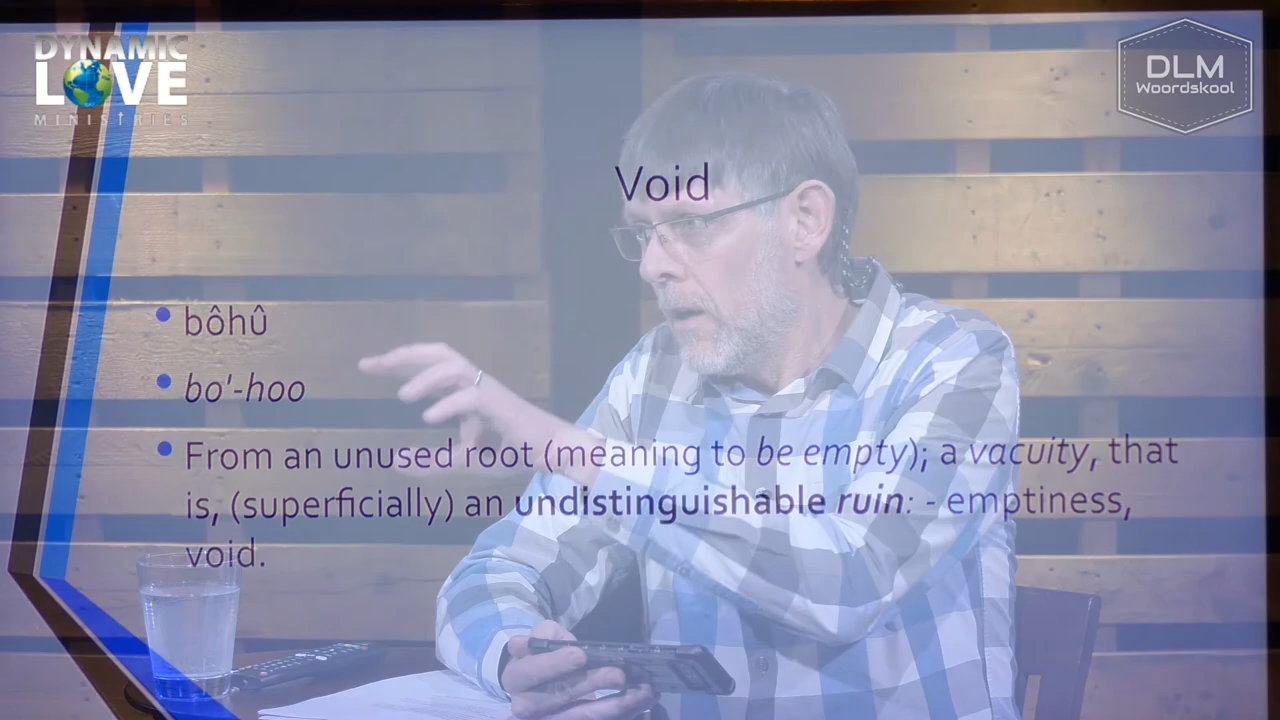 DYNAMIC
LOVE
MINISTRIES
DLM
Woordskool
Void
• bôhû
• bo'-hoo
• From an unused root (meaning to be empty); a vacuity, that
is, (superficially) an undistinguishable ruin: - emptiness,
void.